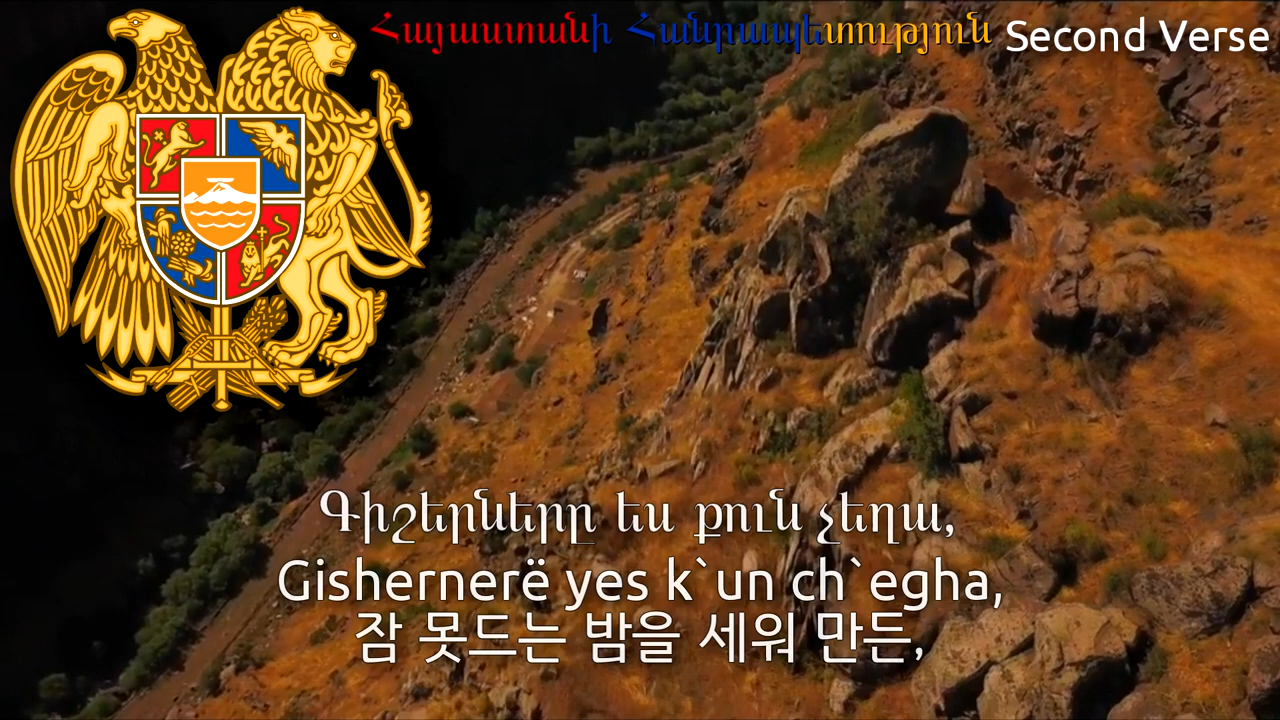 Հայաստանի Հանրապետություն
Second Verse
Գիշերները ես քուն չեղա,
Gishernerë yes k`un ch`egha,
잠 못드는 밤을 세워 만든,